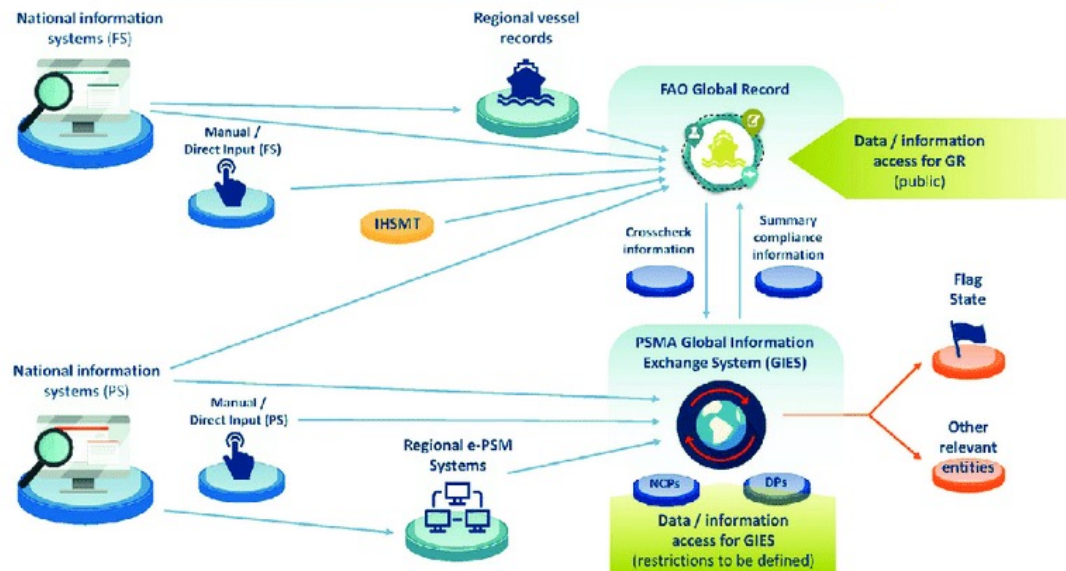 National information
systems (FS)
Regional vessel
records
FAO Global Record
Manual /
Direct Input (FS)
Data / information
access for GR
(public)
IHSMT
Crosscheck
information
Summary
compliance
information
Flag
State
PSMA Global Information
Exchange System (GIES)
National information
systems (PS)
Manual /
Direct Input (PS)
Regional e-PSM
Systems
Other
relevant
entities
NCPs
DPs
Data / information
access for GIES
(restrictions to be defined)